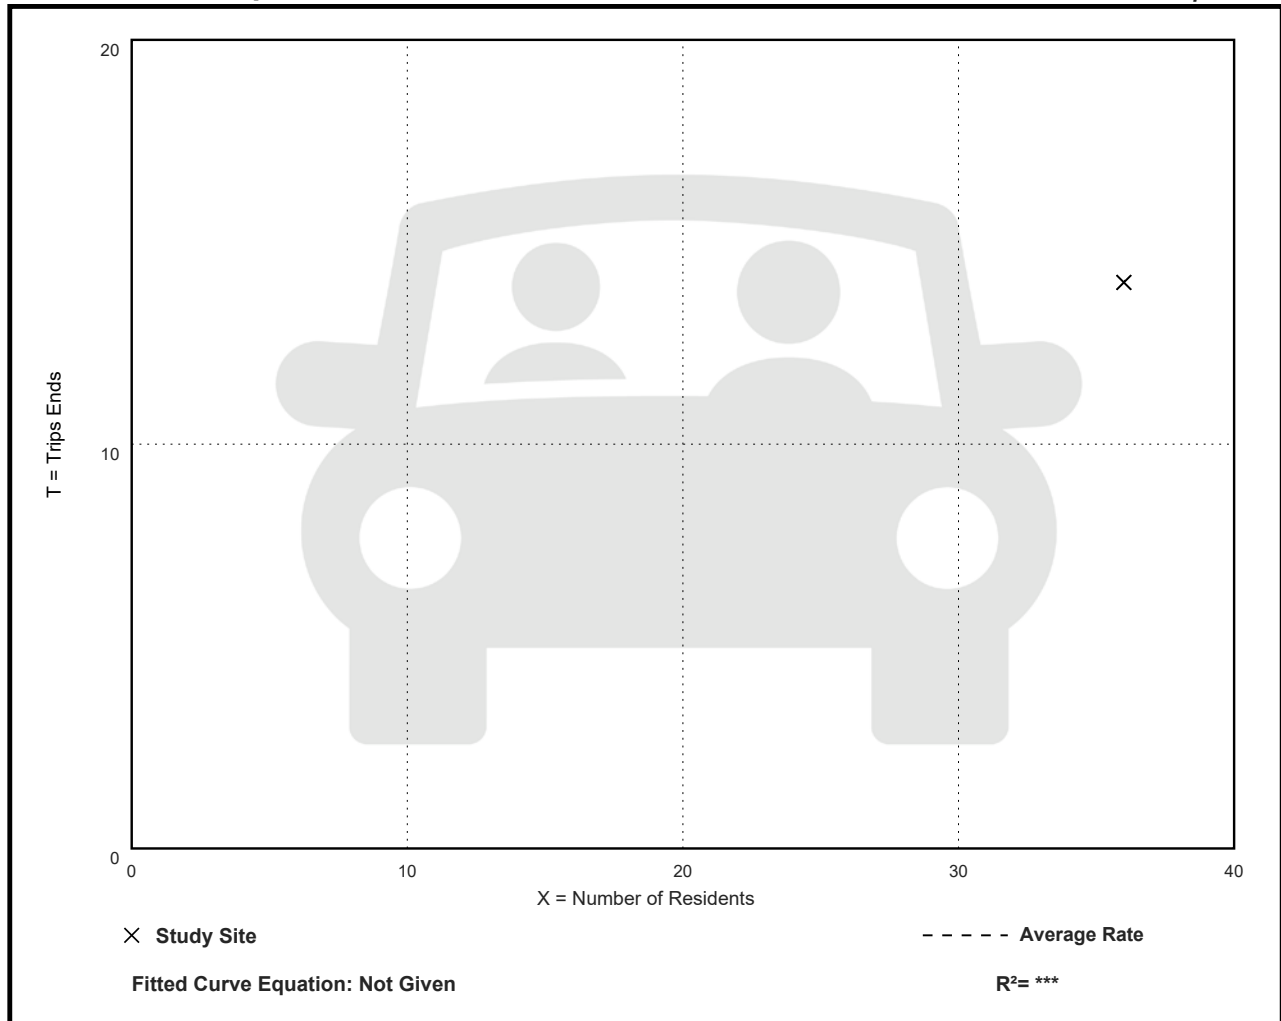 20
10
0
T = Trips Ends
0 10 20 30 40
X = Number of Residents
Study Site
Average Rate
Fitted Curve Equation: Not Given
R²= ***